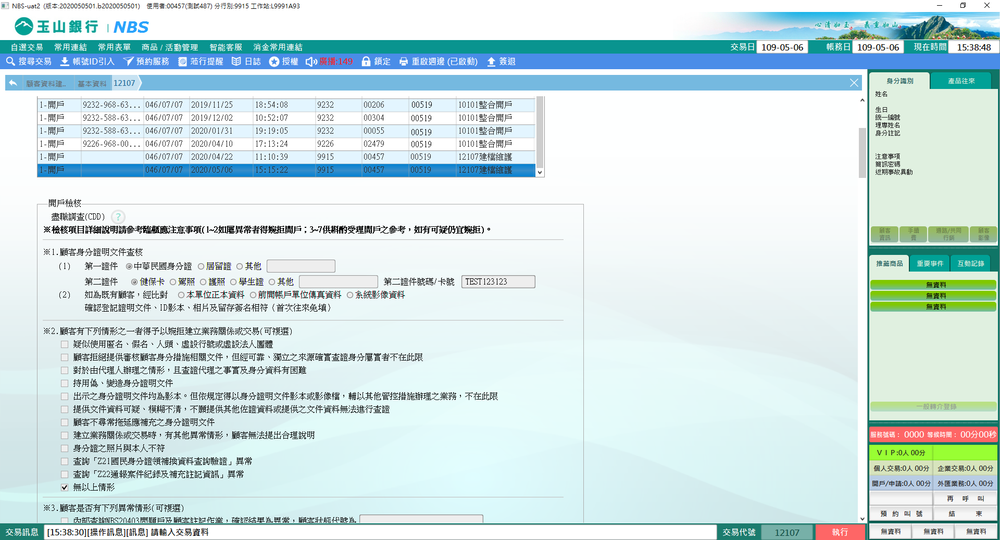 NBS-uat2 (版本:2020050501.b2020050501) 使用者:00457(測試487) 分行別:9915 工作站:L9991A93
玉山銀行 | NBS
心清如玉。義重如山。
自選交易 常用連結 常用表單 商品 / 活動管理 智能客服 消金常用連結 交易日 109-05-06 帳務日 109-05-06 現在時間 15:38:48
搜尋交易 帳號ID引入 預約服務 蒞行提醒 日誌 授權 廣播:149 鎖定 重啟週邊 (已啟動) 簽退
顧客資料建.. 基本資料 12107
1-開戶 9232-968-63... 046/07/07 2019/11/25 18:54:08 9232 00206 00519 10101整合開戶
1-開戶 9232-588-63... 046/07/07 2019/12/02 10:52:07 9232 00304 00519 10101整合開戶
1-開戶 9232-588-63... 046/07/07 2020/01/31 19:19:05 9232 00055 00519 10101整合開戶
1-開戶 9226-968-00... 046/07/07 2020/04/10 17:13:24 9226 02479 00519 10101整合開戶
1-開戶 046/07/07 2020/04/22 11:10:39 9915 00457 00519 12107建檔維護
1-開戶 046/07/07 2020/05/06 15:15:22 9915 00457 00519 12107建檔維護
開戶檢核
盡職調查(CDD) ?
※檢核項目詳細說明請參考臨櫃應注意事項(1~2如屬異常者得婉拒開戶；3~7供斟酌受理開戶之參考，如有可疑仍宜婉拒)。
※1.顧客身分證明文件查核
(1) 第一證件 中華民國身分證 居留證 其他
第二證件 健保卡 駕照 護照 學生證 其他 第二證件號碼/卡號 TEST123123
(2) 如為既有顧客，經比對 本單位正本資料 前開帳戶單位傳真資料 系統影像資料
確認登記證明文件、ID影本、相片及留存簽名相符（首次往來免填）
※2.顧客有下列情形之一者得予以婉拒建立業務關係或交易(可複選)
疑似使用匿名、假名、人頭、虛設行號或虛設法人團體
顧客拒絕提供審核顧客身分措施相關文件，但經可靠、獨立之來源確實查證身分屬實者不在此限
對於由代理人辦理之情形，且查證代理之事實及身分資料有困難
持用偽、變造身分證明文件
出示之身分證明文件均為影本。但依規定得以身分證明文件影本或影像檔，輔以其他管控措施辦理之業務，不在此限
提供文件資料可疑、模糊不清，不願提供其他佐證資料或提供之文件資料無法進行查證
顧客不尋常拖延應補充之身分證明文件
建立業務關係或交易時，有其他異常情形，顧客無法提出合理說明
身分證之照片與本人不符
查詢「Z21國民身分證領補換資料查詢驗證」異常
查詢「Z22通報案件紀錄及補充註記資訊」異常
無以上情形
※3.顧客是否有下列異常情形(可複選)
內部查詢NBS20403問題戶及顧客註記作業，確認結果為異常，顧客狀態代號為
交易訊息 [15:38:30][操作訊息][訊息] 請輸入交易資料 交易代號 12107 執行
身分識別 產品往來
姓名
生日
統一編號
理專姓名
身分註記
注意事項
簡訊密碼
近期事故異動
顧客資訊 手續費 通路/共同行銷 顧客影像
推薦商品 重要事件 互動記錄
無資料
無資料
無資料
一般轉介登錄
服務號碼： 0000 等候時間： 00分00秒
ＶＩＰ:0人 00分
個人交易:0人 00分 企業交易:0人 00分
開戶/申請:0人 00分 外匯業務:0人 00分
再 呼 叫
預 約 叫 號 結 束
無資料 無資料 無資料